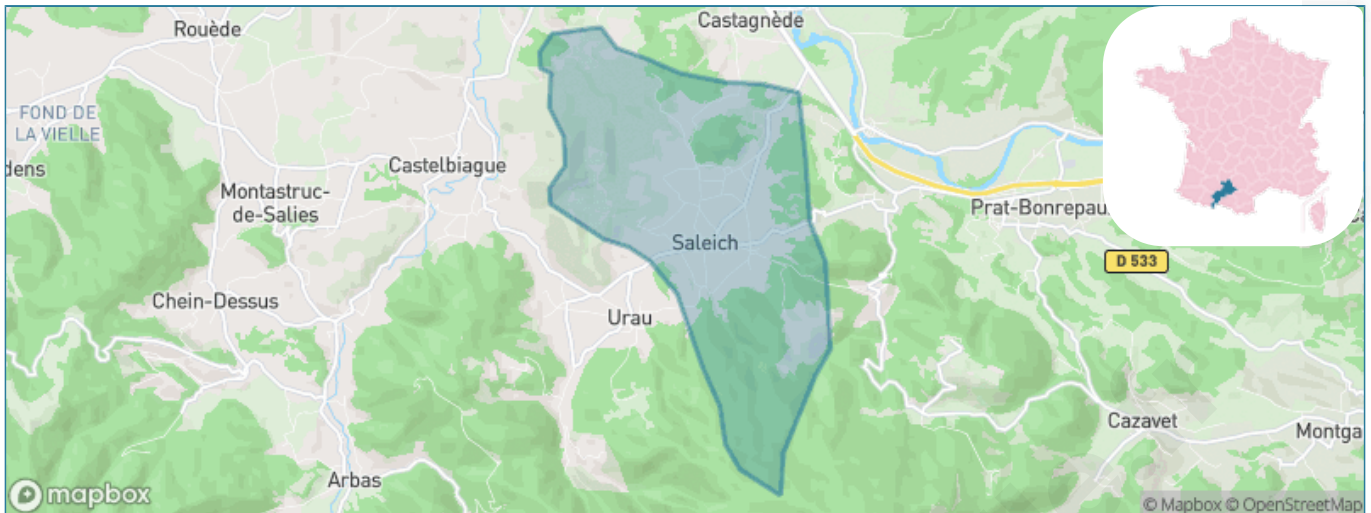 Rouède
Castagnède
FOND DE
LA VIELLE
dens
Castelbiague
Montastruc-
de-Salies
Prat-Bonrepau
Saleich
D 533
Chein-Dessus
Urau
Cazavet
Montga
Arbas
mapbox
© Mapbox © OpenStreetMap